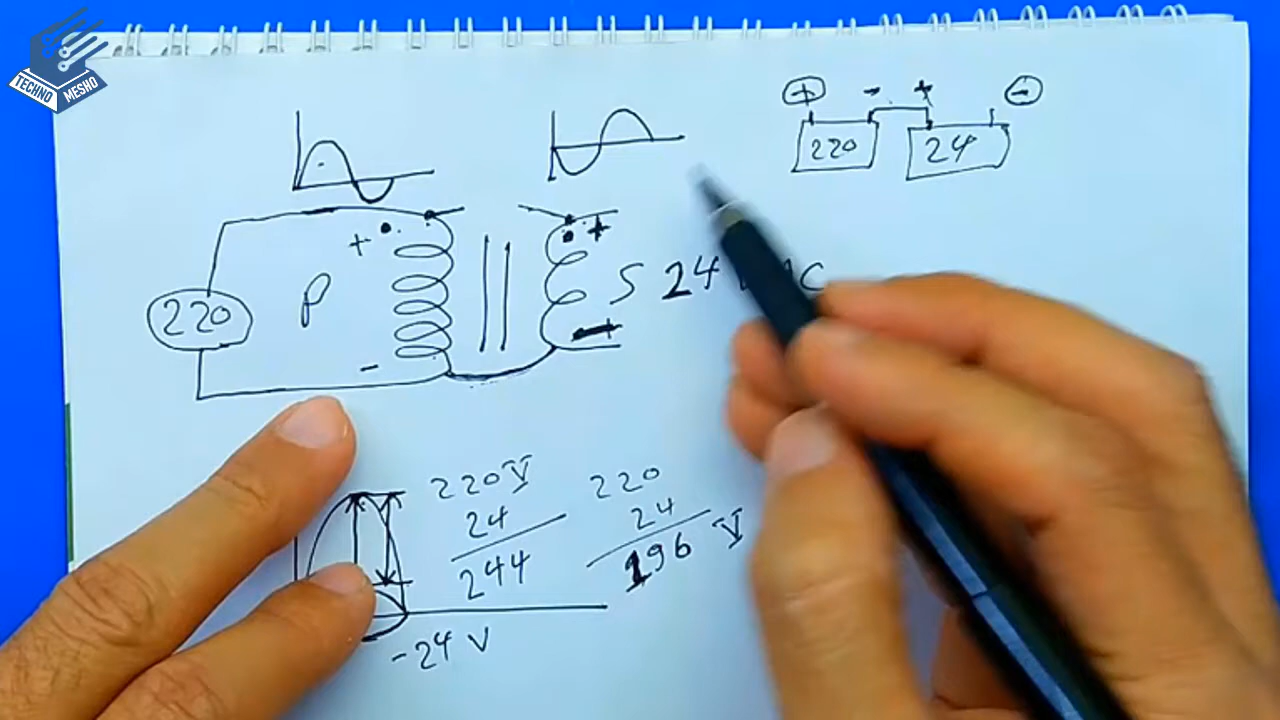 TECHNO
MESHO
+ - + -
220 24
+ +
220 P S 24
-
+
220V 220
24 24
244 196 V
-24 V